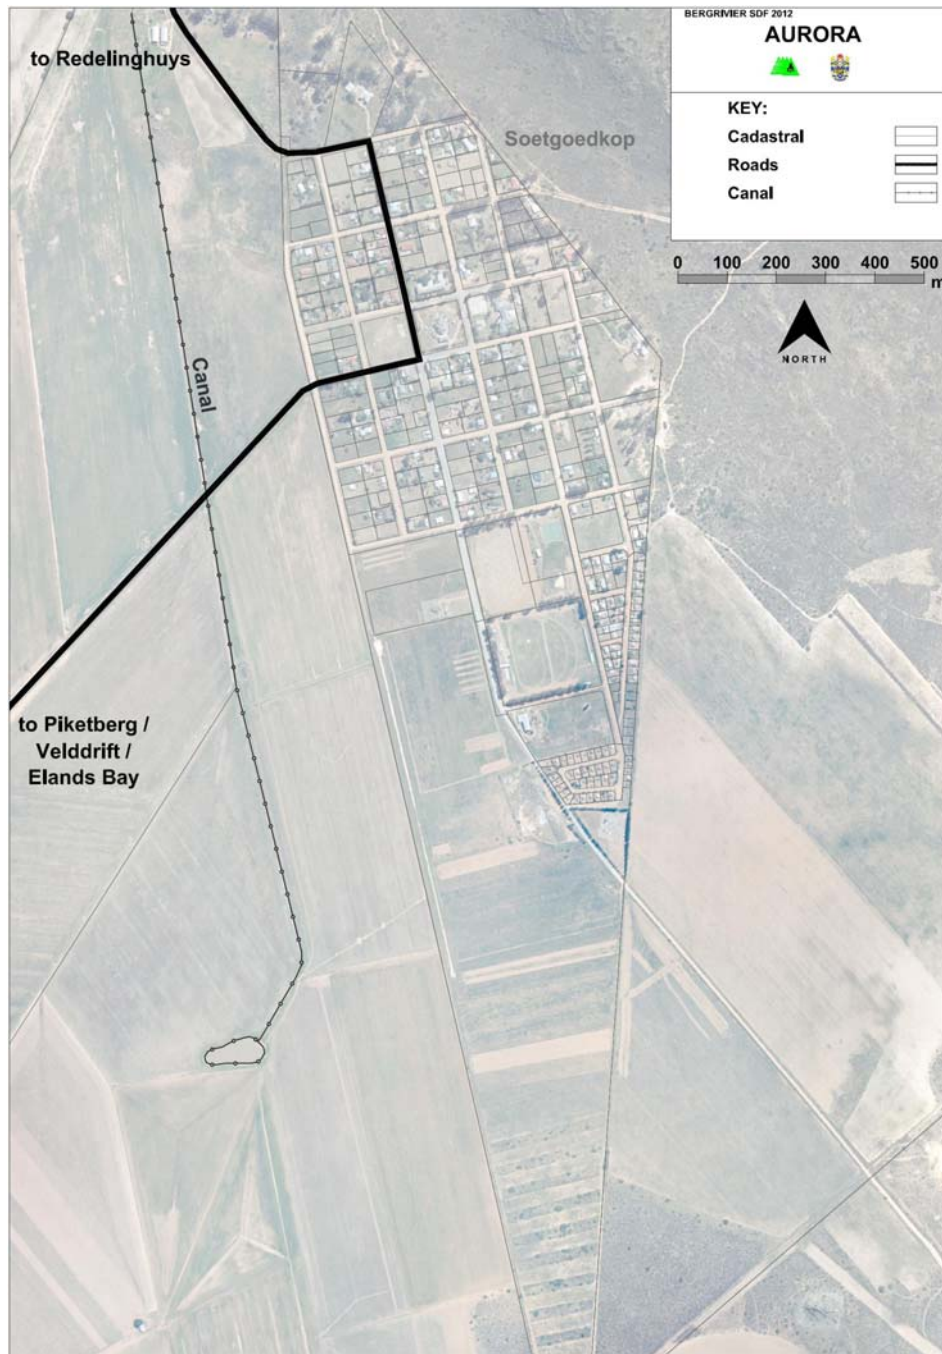 BERGRIVIER SDF 2012
AURORA
KEY:
Cadastral
Roads
Canal
0 100 200 300 400 500
m
NORTH
to Redelinghuys
Soetgoedkop
Canal
to Piketberg /
Velddrift /
Elands Bay